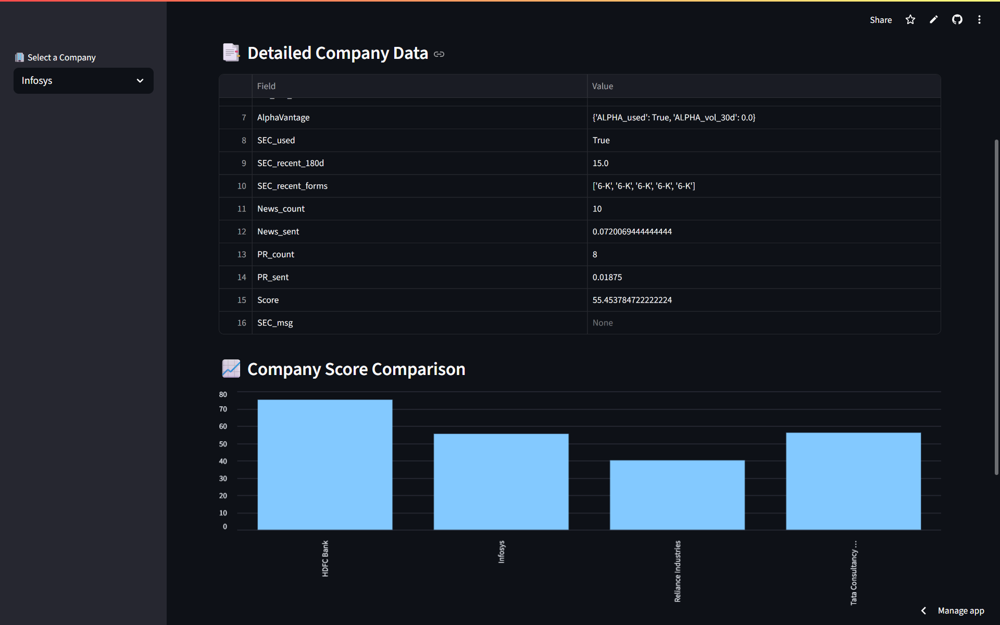 Share
Select a Company
Infosys
Detailed Company Data
Field Value
7 AlphaVantage {'ALPHA_used': True, 'ALPHA_vol_30d': 0.0}
8 SEC_used True
9 SEC_recent_180d 15.0
10 SEC_recent_forms ['6-K', '6-K', '6-K', '6-K', '6-K']
11 News_count 10
12 News_sent 0.0720069444444444
13 PR_count 8
14 PR_sent 0.01875
15 Score 55.453784722222224
16 SEC_msg None
Company Score Comparison
80
70
60
50
40
30
20
10
0
HDFC Bank
Infosys
Reliance Industries
Tata Consultancy …
Manage app